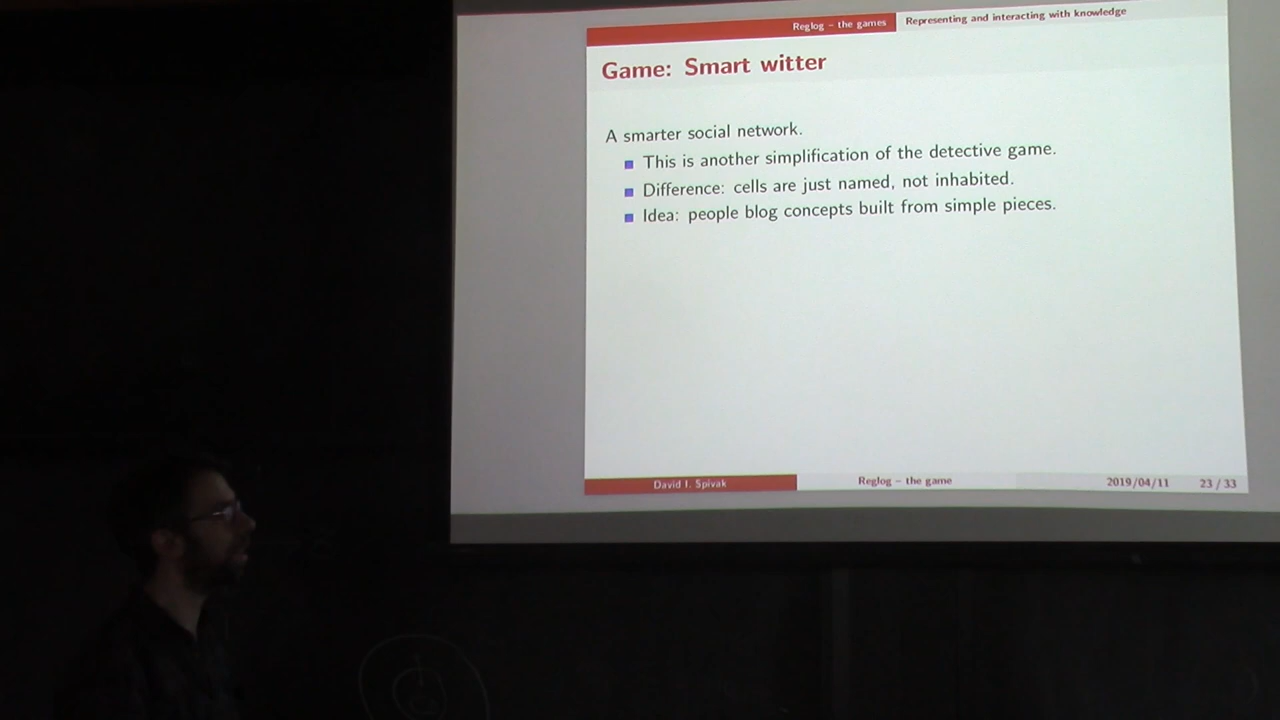 Reglog – the games Representing and interacting with knowledge
Game: Smart witter
A smarter social network.
This is another simplification of the detective game.
Difference: cells are just named, not inhabited.
Idea: people blog concepts built from simple pieces.
David I. Spivak Reglog – the game 2019/04/11 23 / 33